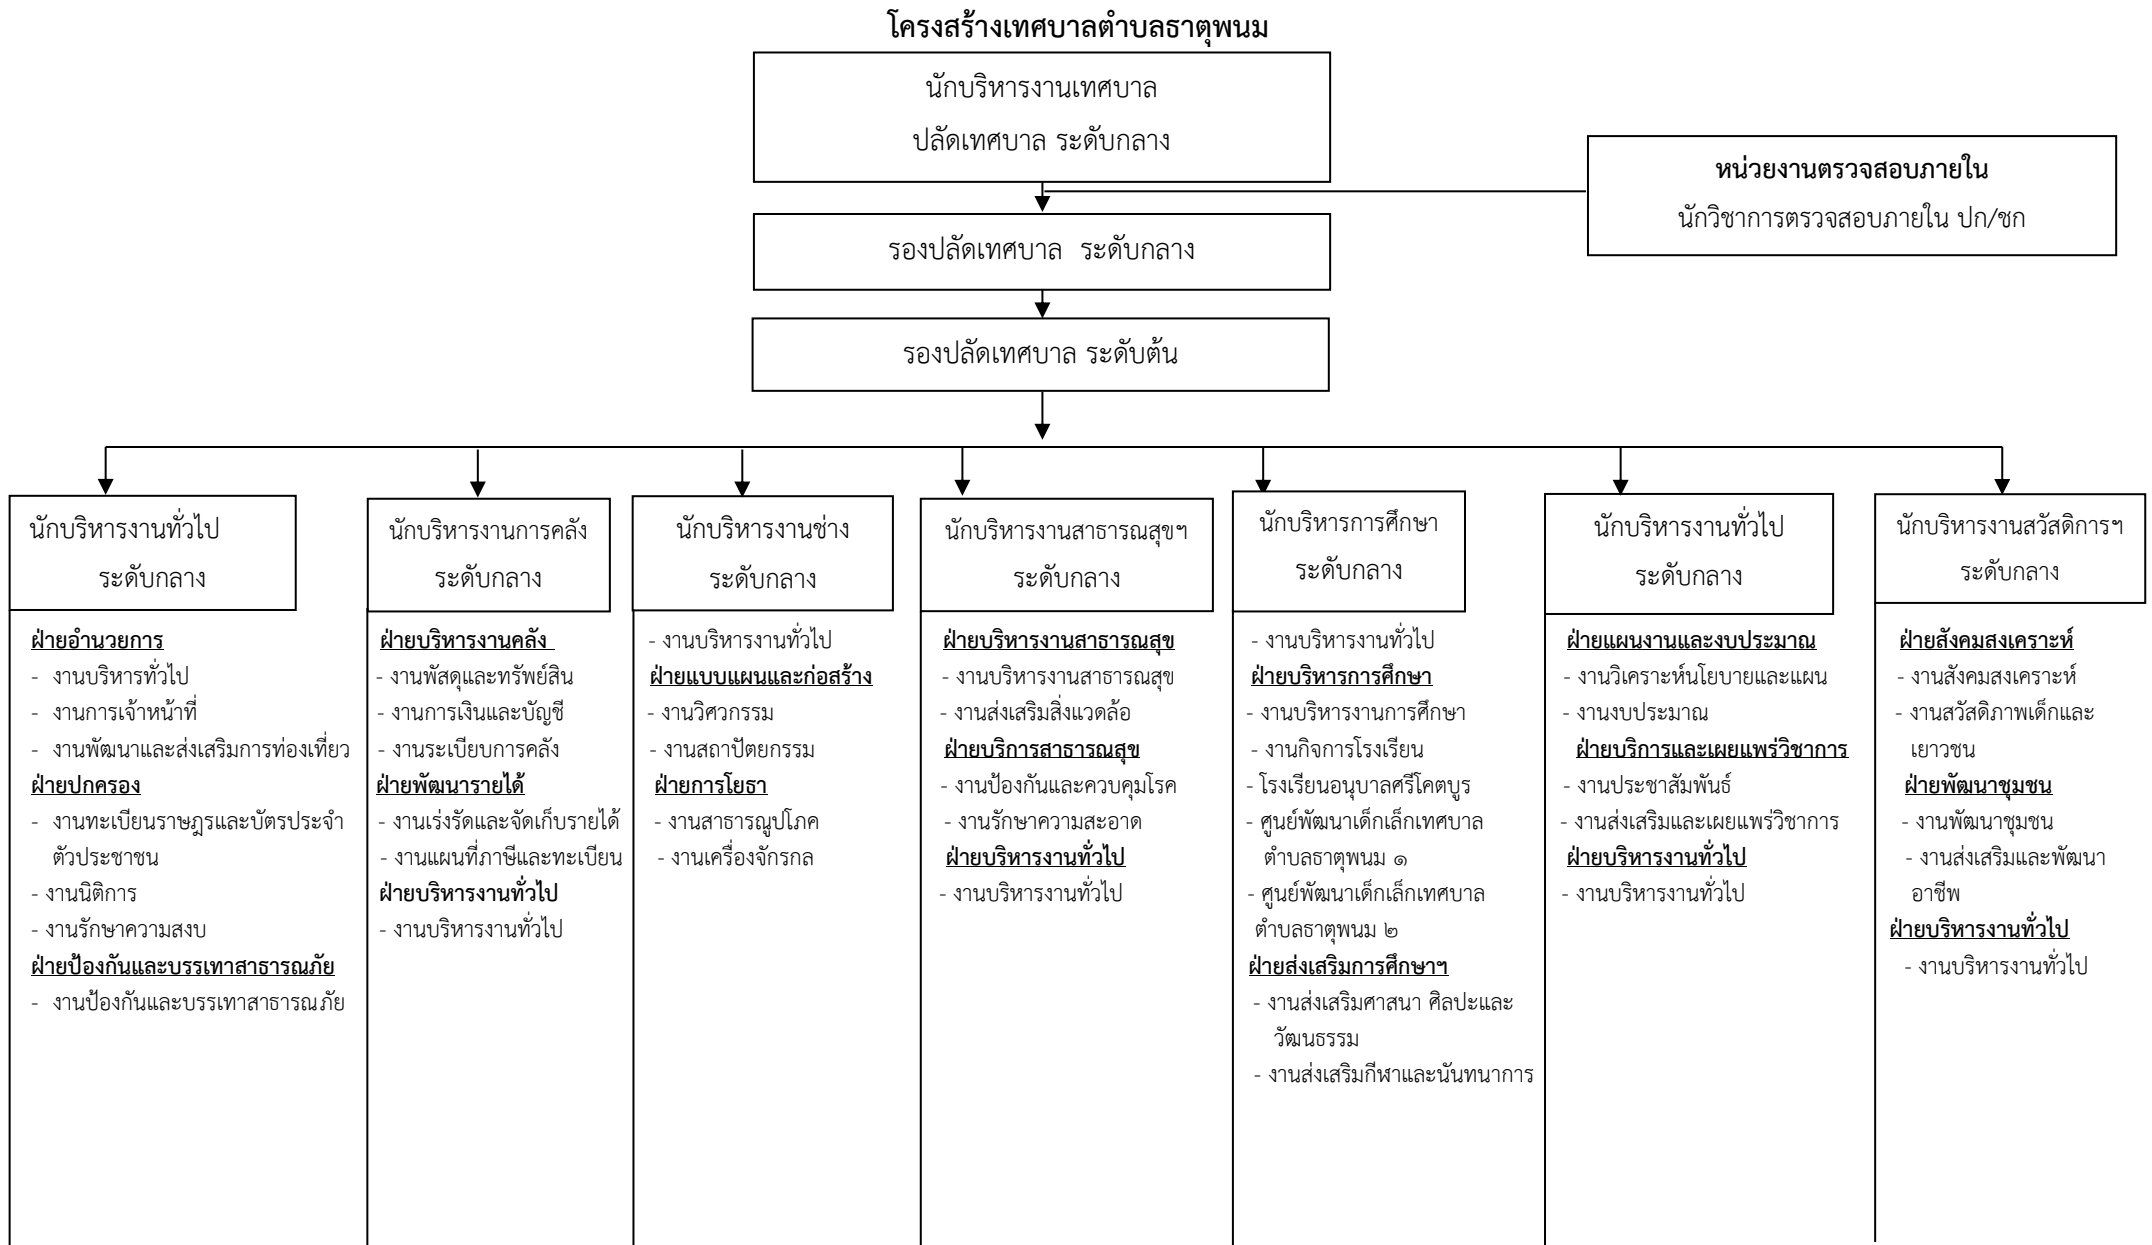 โครงสร้างเทศบาลตำบลธาตุพนม
นักบริหารงานเทศบาล
ปลัดเทศบาล ระดับกลาง
หน่วยงานตรวจสอบภายใน
นักวิชาการตรวจสอบภายใน ปก/ชก
รองปลัดเทศบาล ระดับกลาง
รองปลัดเทศบาล ระดับต้น
นักบริหารงานทั่วไป
ระดับกลาง
ฝ่ายอำนวยการ
- งานบริหารทั่วไป
- งานการเจ้าหน้าที่
- งานพัฒนาและส่งเสริมการท่องเที่ยว
ฝ่ายปกครอง
- งานทะเบียนราษฎรและบัตรประจำ
ตัวประชาชน
- งานนิติการ
- งานรักษาความสงบ
ฝ่ายป้องกันและบรรเทาสาธารณภัย
- งานป้องกันและบรรเทาสาธารณภัย
นักบริหารงานการคลัง
ระดับกลาง
ฝ่ายบริหารงานคลัง
- งานพัสดุและทรัพย์สิน
- งานการเงินและบัญชี
- งานระเบียบการคลัง
ฝ่ายพัฒนารายได้
- งานเร่งรัดและจัดเก็บรายได้
- งานแผนที่ภาษีและทะเบียน
ฝ่ายบริหารงานทั่วไป
- งานบริหารงานทั่วไป
นักบริหารงานช่าง
ระดับกลาง
- งานบริหารงานทั่วไป
ฝ่ายแบบแผนและก่อสร้าง
- งานวิศวกรรม
- งานสถาปัตยกรรม
ฝ่ายการโยธา
- งานสาธารณูปโภค
- งานเครื่องจักรกล
นักบริหารงานสาธารณสุขฯ
ระดับกลาง
ฝ่ายบริหารงานสาธารณสุข
- งานบริหารงานสาธารณสุข
- งานส่งเสริมสิ่งแวดล้อ
ฝ่ายบริการสาธารณสุข
- งานป้องกันและควบคุมโรค
- งานรักษาความสะอาด
ฝ่ายบริหารงานทั่วไป
- งานบริหารงานทั่วไป
นักบริหารการศึกษา
ระดับกลาง
- งานบริหารงานทั่วไป
ฝ่ายบริหารการศึกษา
- งานบริหารงานการศึกษา
- งานกิจการโรงเรียน
- โรงเรียนอนุบาลศรีโคตบูร
- ศูนย์พัฒนาเด็กเล็กเทศบาล
ตำบลธาตุพนม ๑
- ศูนย์พัฒนาเด็กเล็กเทศบาล
ตำบลธาตุพนม ๒
ฝ่ายส่งเสริมการศึกษาฯ
- งานส่งเสริมศาสนา ศิลปะและ
วัฒนธรรม
- งานส่งเสริมกีฬาและนันทนาการ
นักบริหารงานทั่วไป
ระดับกลาง
ฝ่ายแผนงานและงบประมาณ
- งานวิเคราะห์นโยบายและแผน
- งานงบประมาณ
ฝ่ายบริการและเผยแพร่วิชาการ
- งานประชาสัมพันธ์
- งานส่งเสริมและเผยแพร่วิชาการ
ฝ่ายบริหารงานทั่วไป
- งานบริหารงานทั่วไป
นักบริหารงานสวัสดิการฯ
ระดับกลาง
ฝ่ายสังคมสงเคราะห์
- งานสังคมสงเคราะห์
- งานสวัสดิภาพเด็กและ
เยาวชน
ฝ่ายพัฒนาชุมชน
- งานพัฒนาชุมชน
- งานส่งเสริมและพัฒนา
อาชีพ
ฝ่ายบริหารงานทั่วไป
- งานบริหารงานทั่วไป